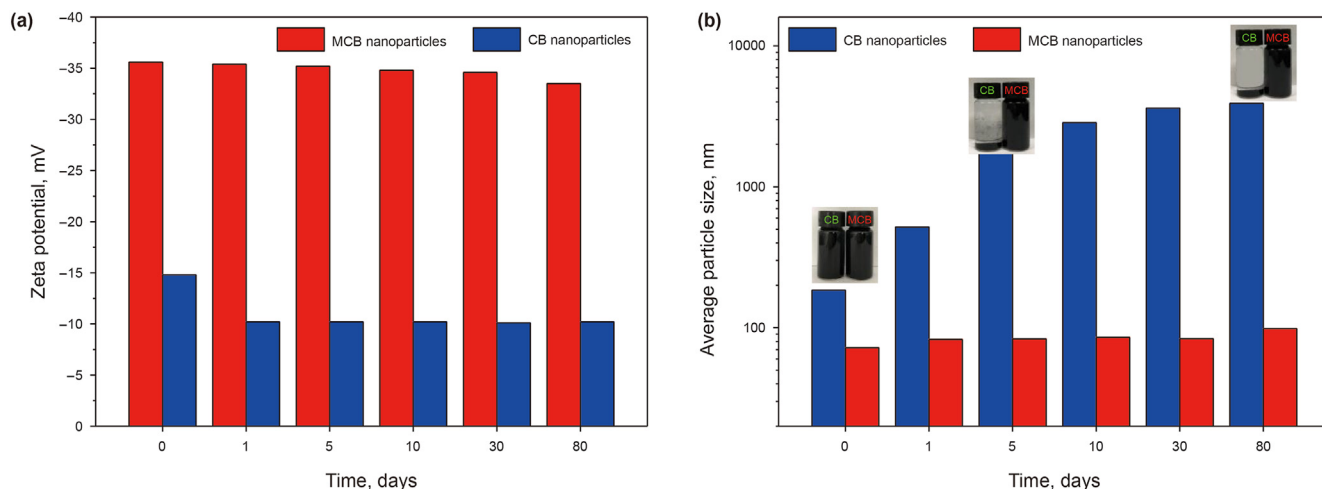 (a)
Zeta potential, mV
–40
–35
–30
–25
–20
–15
–10
–5
0
MCB nanoparticles
CB nanoparticles
0 1 5 10 30 80
Time, days
(b)
Average particle size, nm
10000
1000
100
CB nanoparticles
MCB nanoparticles
CB MCB
CB MCB
CB MCB
0 1 5 10 30 80
Time, days